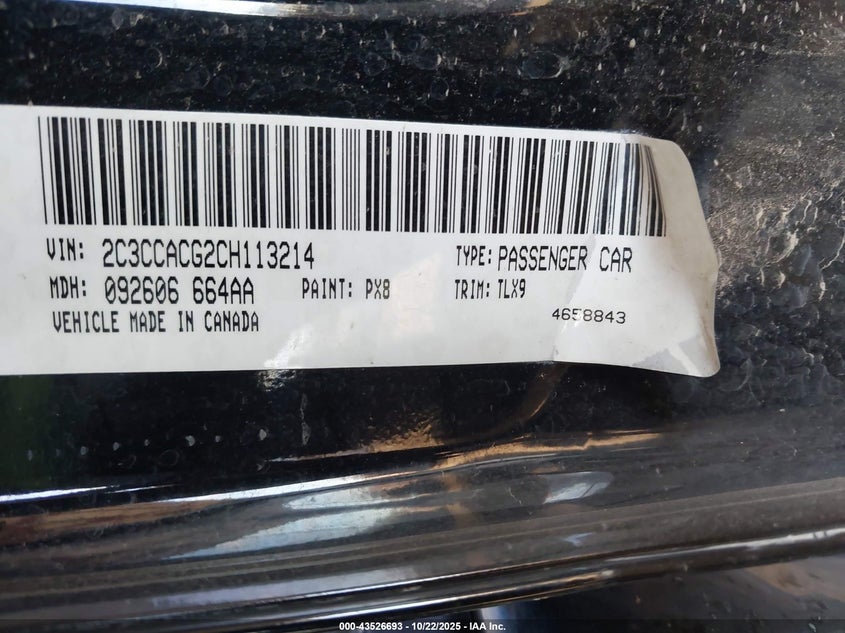 VIN: 2C3CCACG2CH113214 TYPE: PASSENGER CAR
MDH: 092606 664AA PAINT: PX8 TRIM: TLX9
VEHICLE MADE IN CANADA 4658843
000-43526693 - 10/22/2025 - IAA Inc.